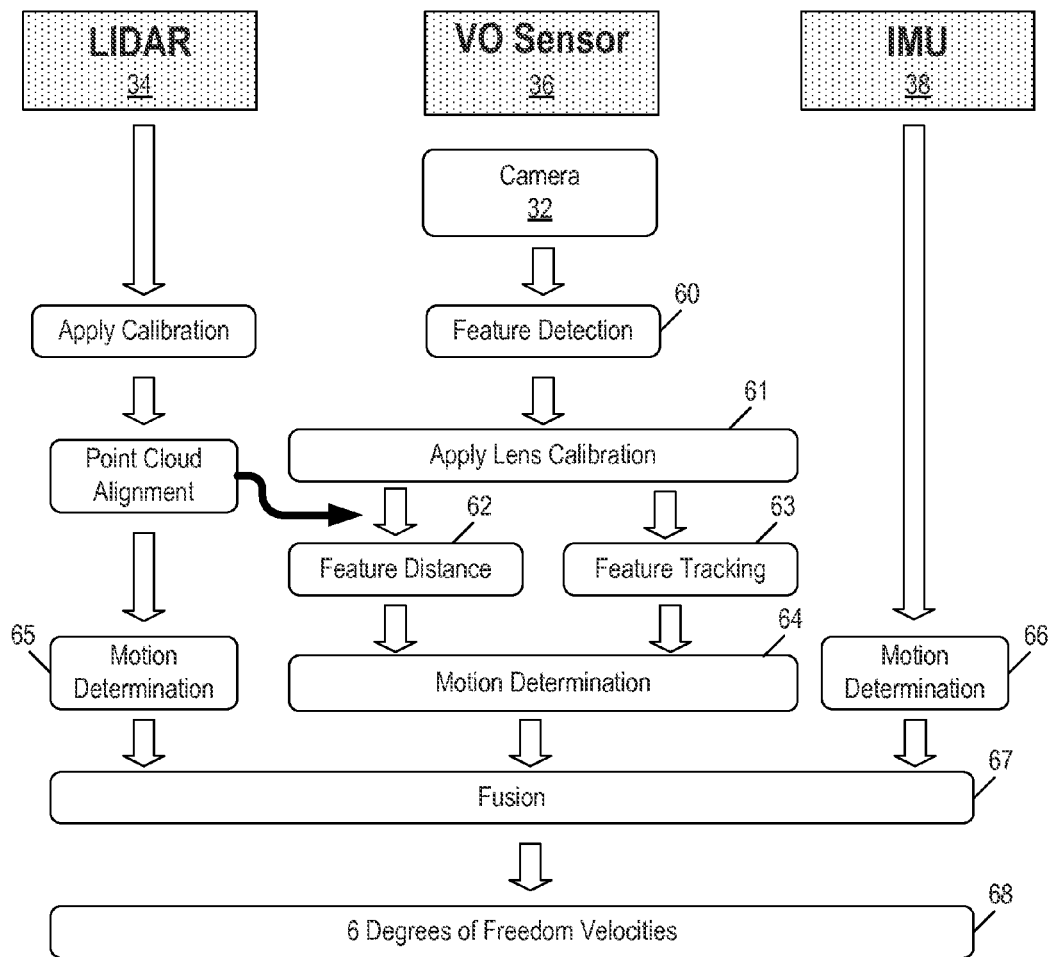 LIDAR
34
VO Sensor
36
IMU
38
Camera
32
Apply Calibration
Feature Detection
60
Point Cloud
Alignment
Apply Lens Calibration
61
Feature Distance
62
Feature Tracking
63
65
Motion
Determination
Motion Determination
64
Motion
Determination
66
Fusion
67
6 Degrees of Freedom Velocities
68